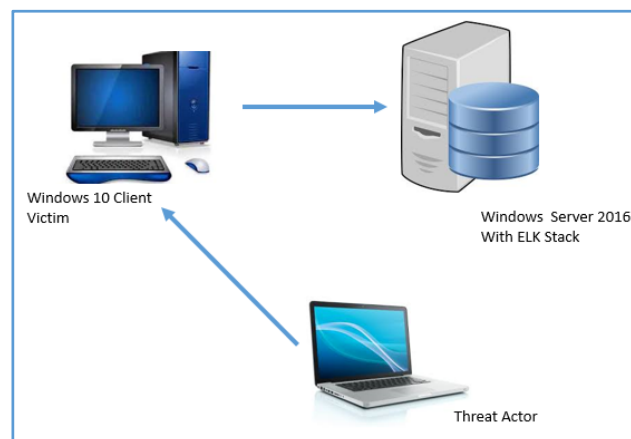 Windows 10 Client
Victim
Windows Server 2016
With ELK Stack
Threat Actor